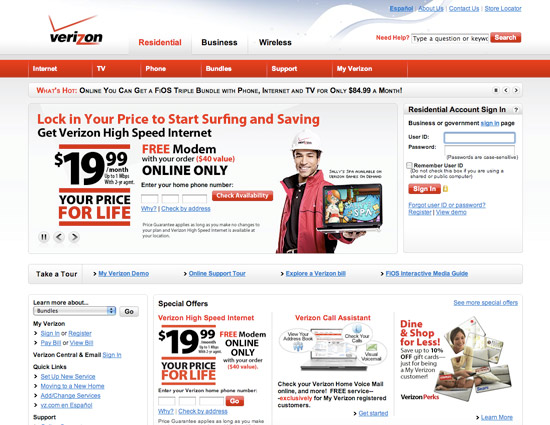 Español | About Us | Contact Us | Store Locator
verizon
Residential
Business
Wireless
Need Help?
Type a question or keywo
Search
Internet
TV
Phone
Bundles
Support
My Verizon
What's Hot: Online You Can Get a FiOS Triple Bundle with Phone, Internet and TV for Only $84.99 a Month!
Lock in Your Price to Start Surfing and Saving
Get Verizon High Speed Internet
$19.99
/month
Up to 1 Mbps
With 2-yr agmt.
YOUR PRICE
FOR LIFE
FREE Modem
with your order ($40 value)
ONLINE ONLY
Enter your home phone number:
Check Availability
Why? | Check by address
Price Guarantee applies as long as you make no changes to
your plan and Verizon High Speed Internet is available at
your location.
verizon
Sally's Spa available on
Verizon Games on Demand
SPA
Residential Account Sign In
?
Business or government sign in page
User ID:
Password:
(Passwords are case-sensitive)
Remember User ID
(Do not check this box if you are using a
shared or public computer)
Sign In
Forgot user ID or password?
Register | View demo
Take a Tour
My Verizon Demo
Online Support Tour
Explore a Verizon bill
FiOS Interactive Media Guide
Learn more about...
Bundles
Go
My Verizon
Sign In or Register
Pay Bill or View Bill
Verizon Central & Email Sign In
Quick Links
Set Up New Service
Moving to a New Home
Add/Change Services
vz.com en Español
Support
Special Offers
See more special offers
Verizon High Speed Internet
$19.99
/month
Up to 1 Mbps
With 2-yr agmt.
YOUR PRICE
FOR LIFE
FREE Modem
ONLINE
ONLY
with your order
($40 value).
Enter your Verizon home phone number:
Go
Why? | Check by Address
Price Guarantee applies as long as you make
Verizon Call Assistant
View Your
Address Book
Check Your
Calls
Visual
Voicemail
Check your Verizon Home Voice Mail
online, and more! FREE service--
--exclusively for My Verizon registered
customers.
Get started
Dine
& Shop
for Less!
Save up to 10%
OFF gift cards—
just for being
a My Verizon
customer!
VerizonPerks
Learn More